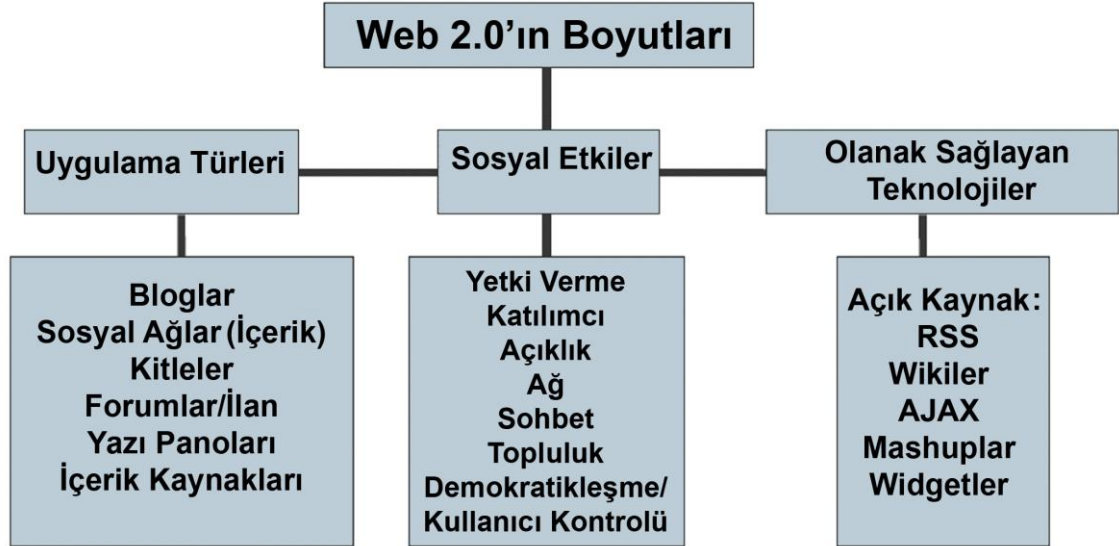 Web 2.0’ın Boyutları
Uygulama Türleri
Sosyal Etkiler
Olanak Sağlayan
Teknolojiler
Bloglar
Sosyal Ağlar (İçerik)
Kitleler
Forumlar/İlan
Yazı Panoları
İçerik Kaynakları
Yetki Verme
Katılımcı
Açıklık
Ağ
Sohbet
Topluluk
Demokratikleşme/
Kullanıcı Kontrolü
Açık Kaynak:
RSS
Wikiler
AJAX
Mashuplar
Widgetler